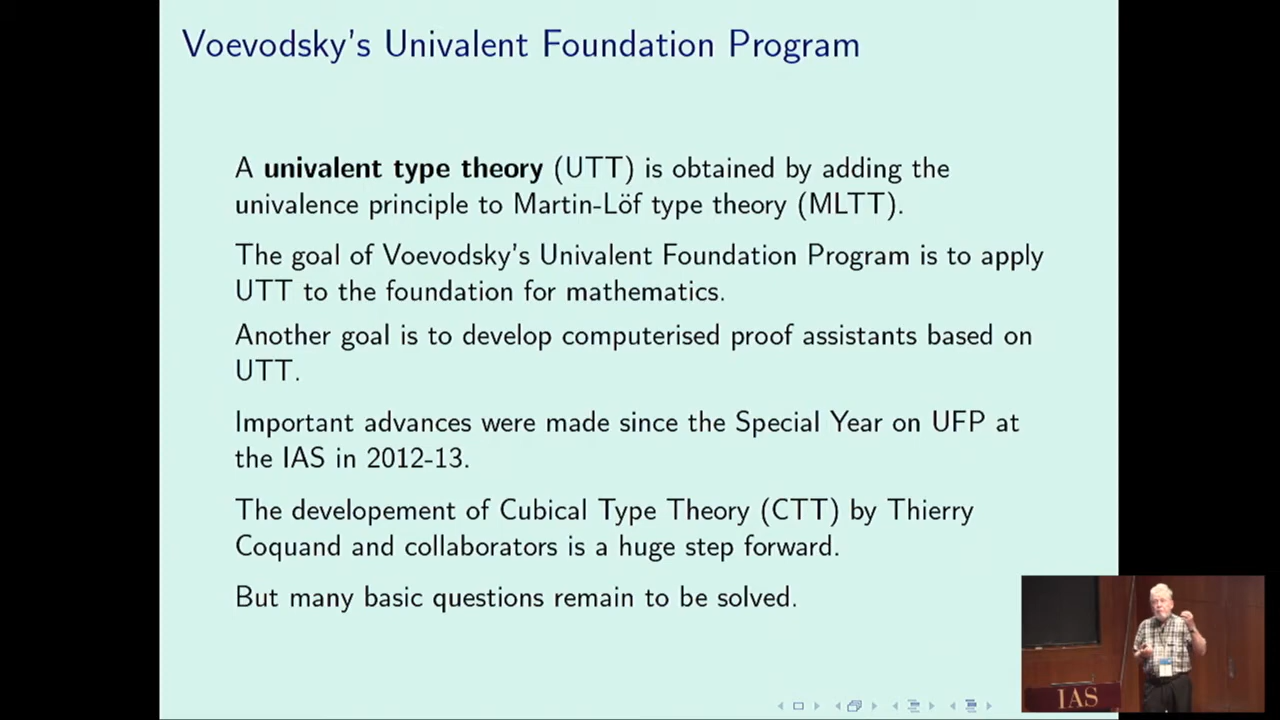 Voevodsky's Univalent Foundation Program
A univalent type theory (UTT) is obtained by adding the
univalence principle to Martin-Löf type theory (MLTT).
The goal of Voevodsky's Univalent Foundation Program is to apply
UTT to the foundation for mathematics.
Another goal is to develop computerised proof assistants based on
UTT.
Important advances were made since the Special Year on UFP at
the IAS in 2012-13.
The developement of Cubical Type Theory (CTT) by Thierry
Coquand and collaborators is a huge step forward.
But many basic questions remain to be solved.
IAS